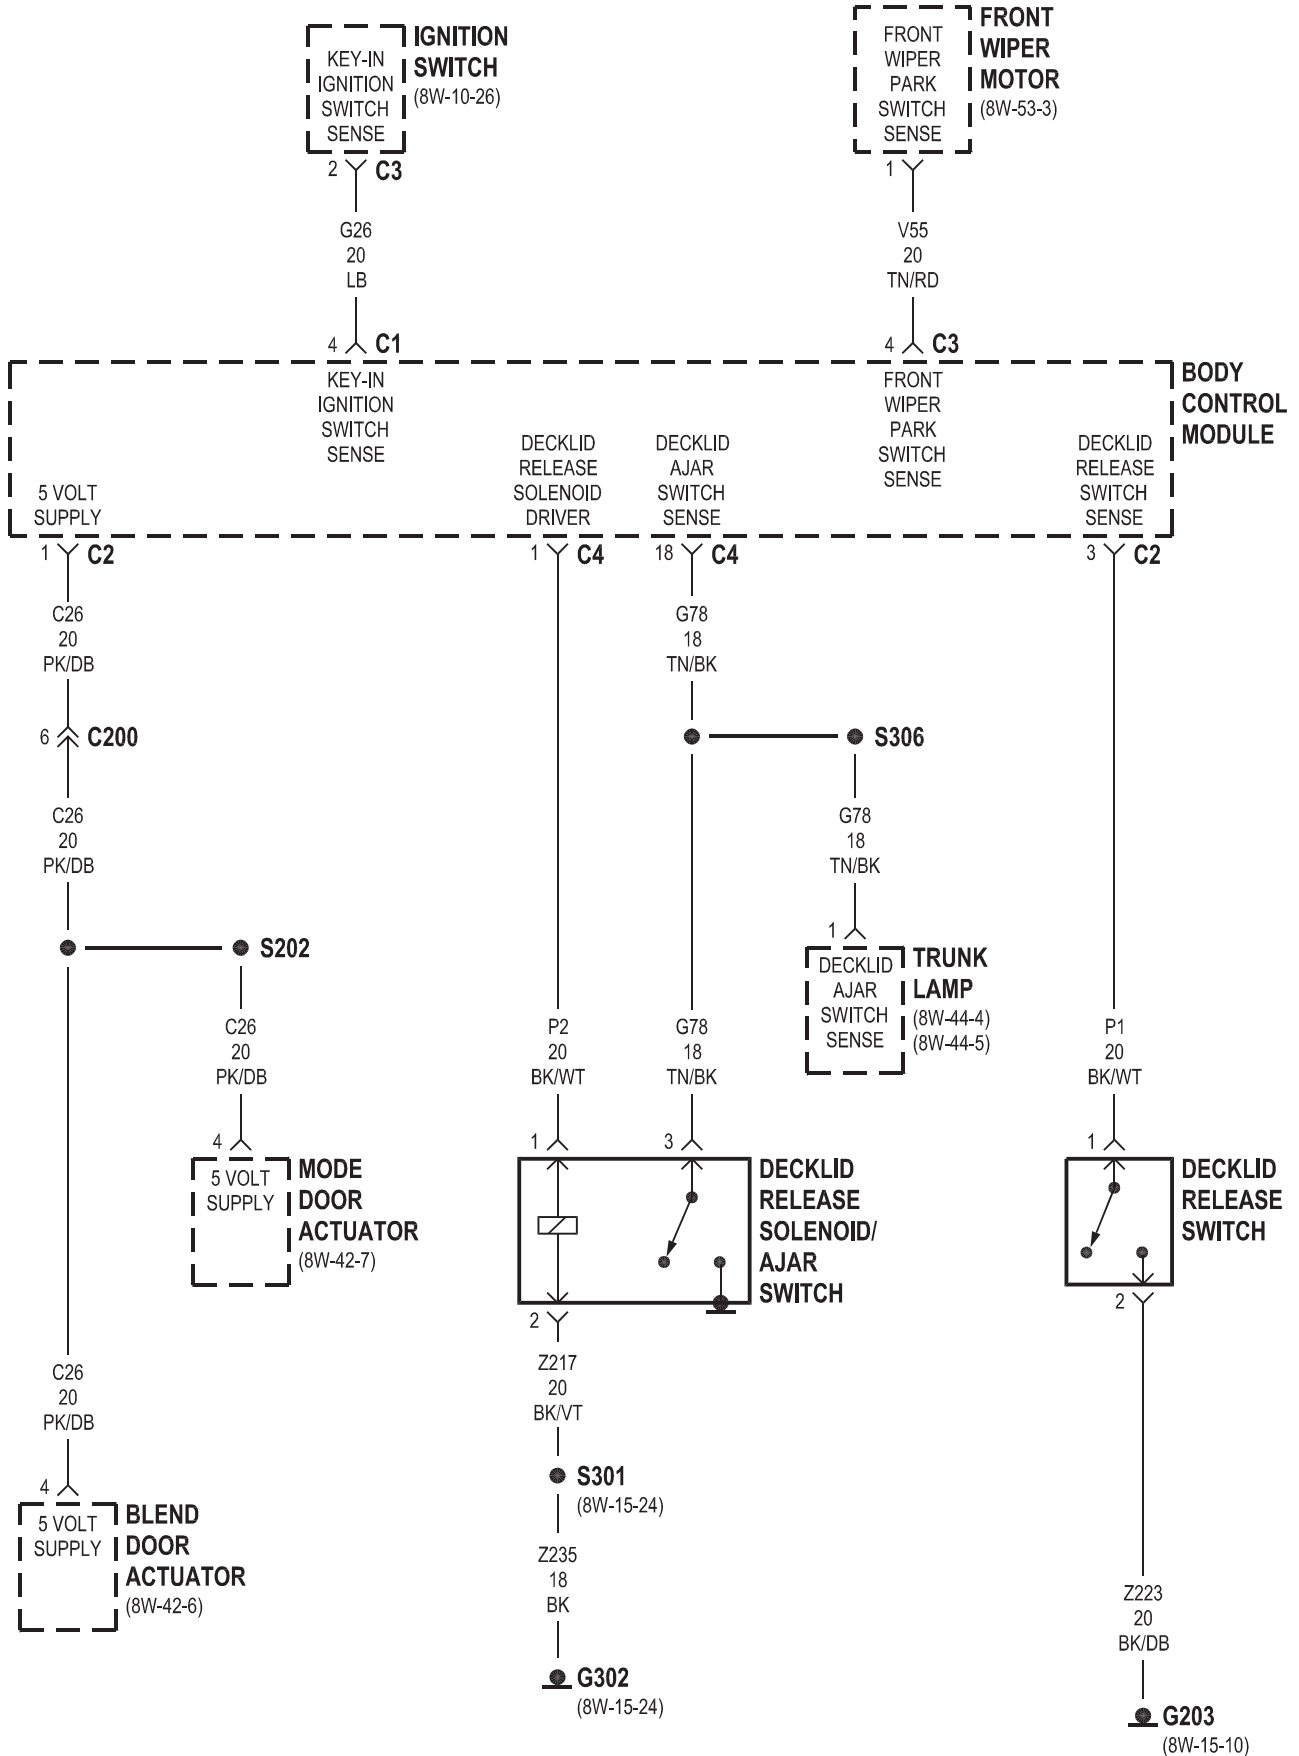 KEY-IN
IGNITION
SWITCH
SENSE
IGNITION
SWITCH
(8W-10-26)
2
C3
G26
20
LB
4
C1
FRONT
WIPER
PARK
SWITCH
SENSE
FRONT
WIPER
MOTOR
(8W-53-3)
1
V55
20
TN/RD
4
C3
BODY
CONTROL
MODULE
KEY-IN
IGNITION
SWITCH
SENSE
FRONT
WIPER
PARK
SWITCH
SENSE
5 VOLT
SUPPLY
DECKLID
RELEASE
SOLENOID
DRIVER
DECKLID
AJAR
SWITCH
SENSE
DECKLID
RELEASE
SWITCH
SENSE
1
C2
1
C4
18
C4
3
C2
C26
20
PK/DB
G78
18
TN/BK
6
C200
S306
C26
20
PK/DB
G78
18
TN/BK
1
S202
DECKLID
AJAR
SWITCH
SENSE
TRUNK
LAMP
(8W-44-4)
(8W-44-5)
C26
20
PK/DB
P2
20
BK/WT
G78
18
TN/BK
P1
20
BK/WT
4
1
3
1
5 VOLT
SUPPLY
MODE
DOOR
ACTUATOR
(8W-42-7)
DECKLID
RELEASE
SOLENOID/
AJAR
SWITCH
DECKLID
RELEASE
SWITCH
2
2
C26
20
PK/DB
Z217
20
BK/VT
4
S301
(8W-15-24)
5 VOLT
SUPPLY
BLEND
DOOR
ACTUATOR
(8W-42-6)
Z235
18
BK
Z223
20
BK/DB
G302
(8W-15-24)
G203
(8W-15-10)